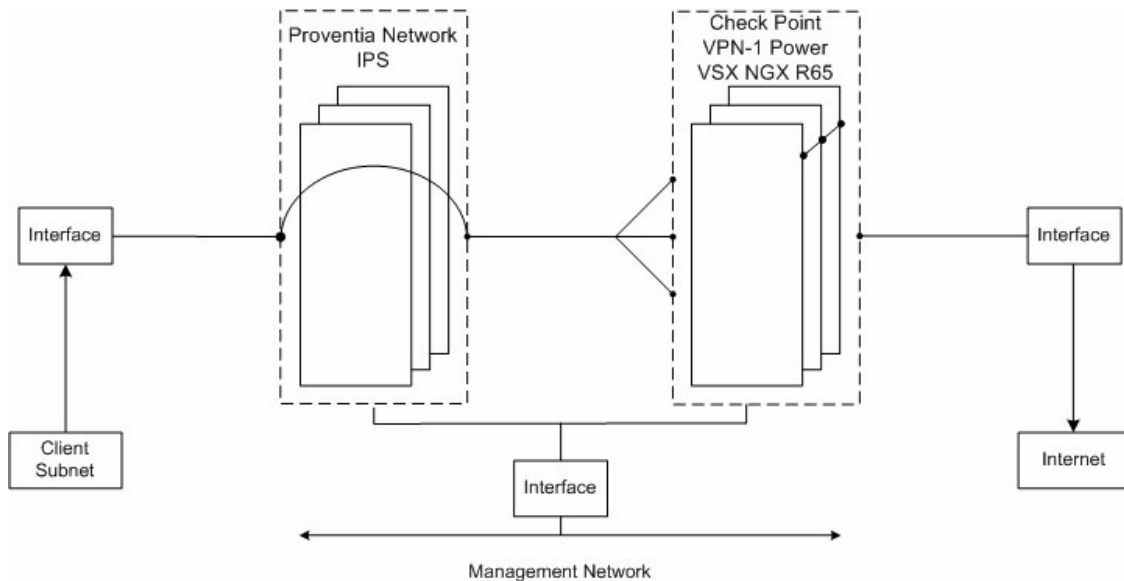 Proventia Network
IPS
Check Point
VPN-1 Power
VSX NGX R65
Interface
Interface
Client
Subnet
Interface
Internet
Management Network